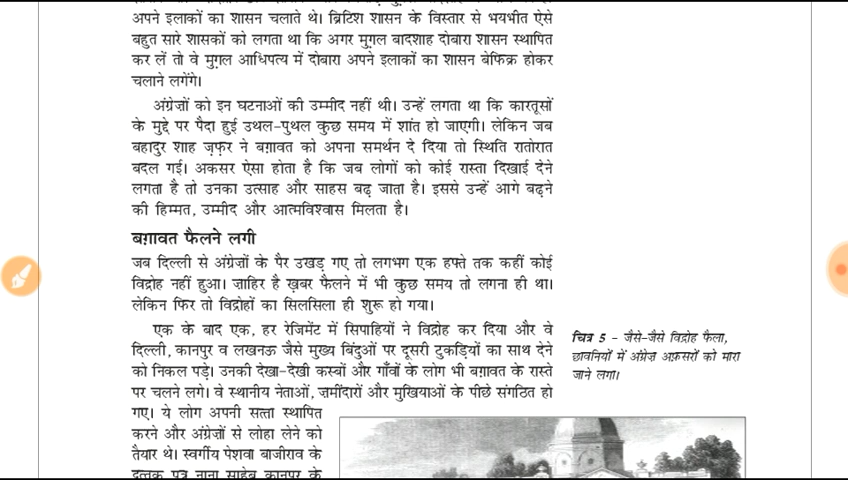 अपने इलाकों का शासन चलाते थे। ब्रिटिश शासन के विस्तार से भयभीत ऐसे
बहुत सारे शासकों को लगता था कि अगर मुग़ल बादशाह दोबारा शासन स्थापित
कर लें तो वे मुग़ल आधिपत्य में दोबारा अपने इलाकों का शासन बेफ़िक्र होकर
चलाने लगेंगे।
अंग्रेज़ों को इन घटनाओं की उम्मीद नहीं थी। उन्हें लगता था कि कारतूसों
के मुद्दे पर पैदा हुई उथल-पुथल कुछ समय में शांत हो जाएगी। लेकिन जब
बहादुर शाह ज़फ़र ने बग़ावत को अपना समर्थन दे दिया तो स्थिति रातोरात
बदल गई। अकसर ऐसा होता है कि जब लोगों को कोई रास्ता दिखाई देने
लगता है तो उनका उत्साह और साहस बढ़ जाता है। इससे उन्हें आगे बढ़ने
की हिम्मत, उम्मीद और आत्मविश्वास मिलता है।
बग़ावत फैलने लगी
जब दिल्ली से अंग्रेज़ों के पैर उखड़ गए तो लगभग एक हफ़्ते तक कहीं कोई
विद्रोह नहीं हुआ। ज़ाहिर है ख़बर फैलने में भी कुछ समय तो लगना ही था।
लेकिन फिर तो विद्रोहों का सिलसिला ही शुरू हो गया।
एक के बाद एक, हर रेजिमेंट में सिपाहियों ने विद्रोह कर दिया और वे
दिल्ली, कानपुर व लखनऊ जैसे मुख्य बिंदुओं पर दूसरी टुकड़ियों का साथ देने
को निकल पड़े। उनकी देखा-देखी कस्बों और गाँवों के लोग भी बग़ावत के रास्ते
पर चलने लगे। वे स्थानीय नेताओं, ज़मींदारों और मुखियाओं के पीछे संगठित हो
गए। ये लोग अपनी सत्ता स्थापित
करने और अंग्रेज़ों से लोहा लेने को
तैयार थे। स्वर्गीय पेशवा बाजीराव के
दत्तक पुत्र नाना साहेब कानपुर के
चित्र 5 – जैसे-जैसे विद्रोह फैला,
छावनियों में अंग्रेज़ अफ़सरों को मारा
जाने लगा।